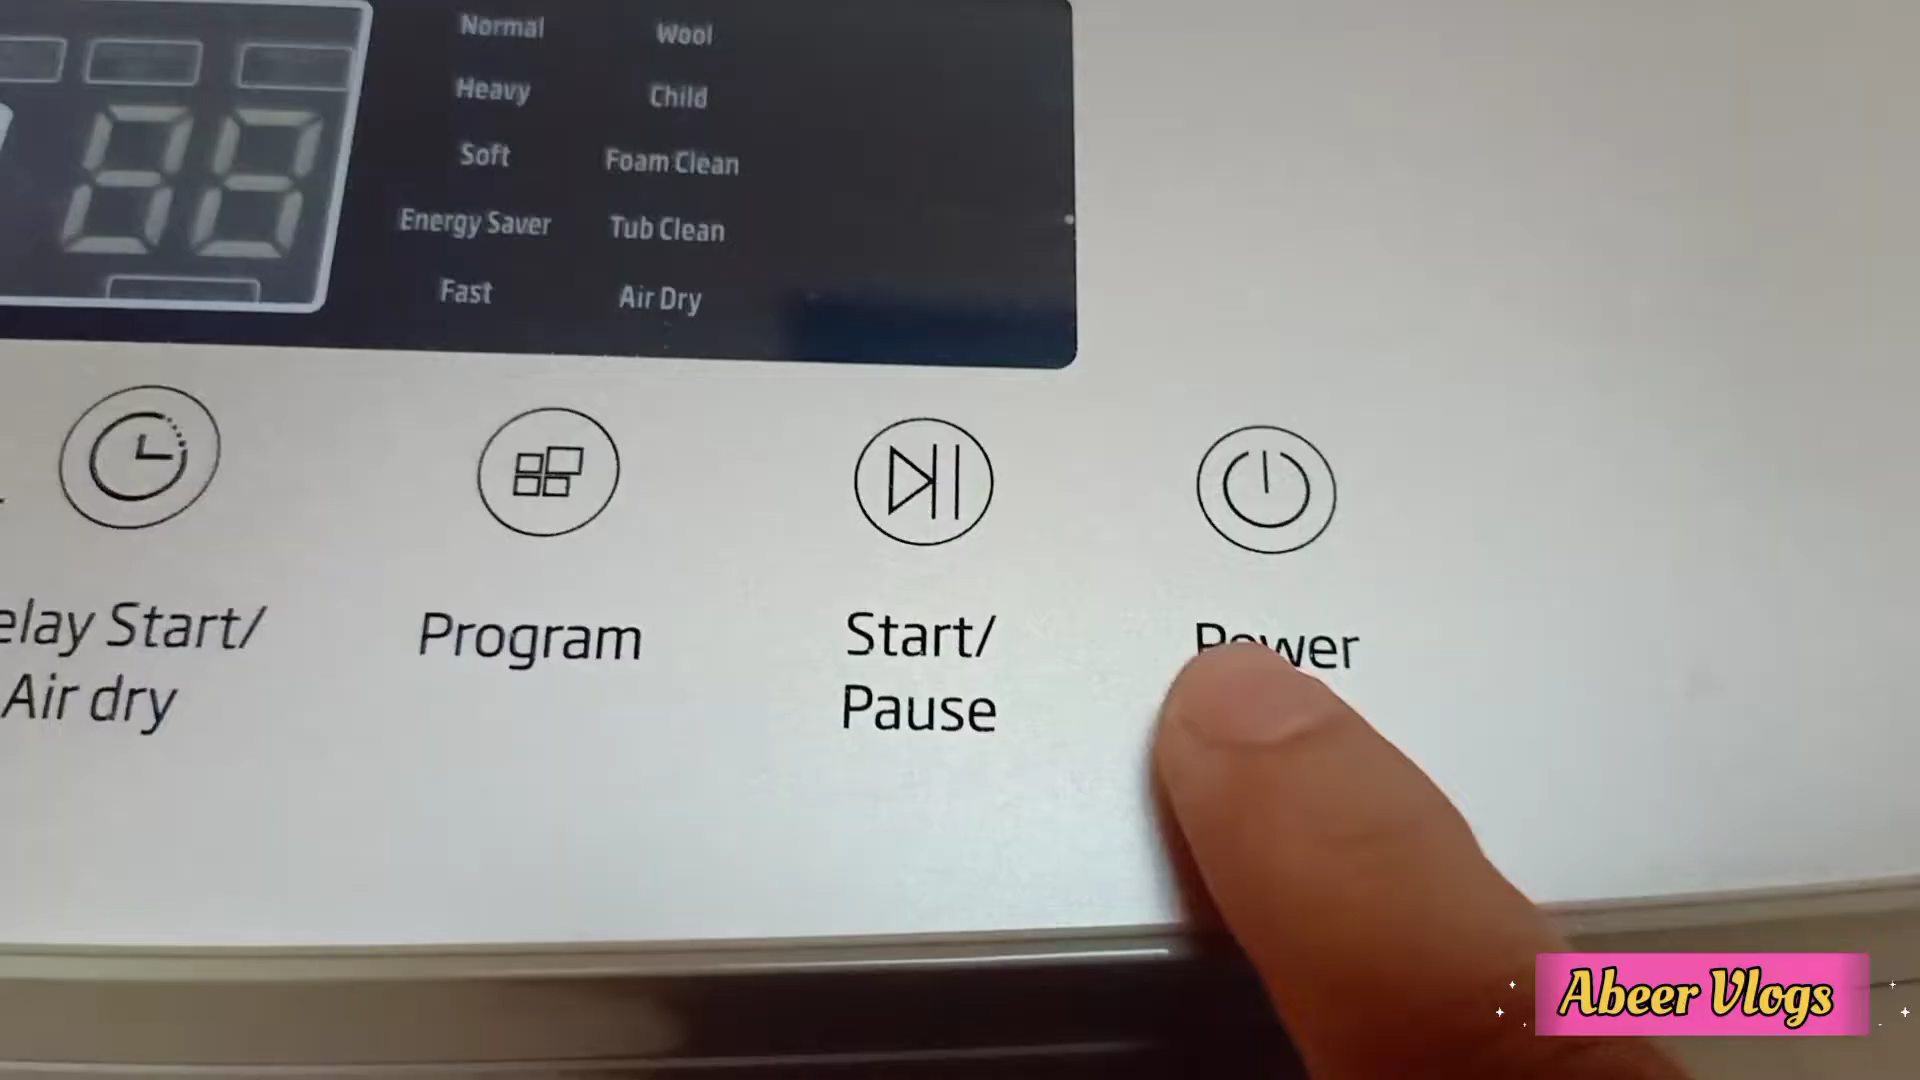 Normal Wool
Heavy Child
Soft Foam Clean
Energy Saver Tub Clean
Fast Air Dry
elay Start/
Air dry
Program
Start/
Pause
Power
Abeer Vlogs